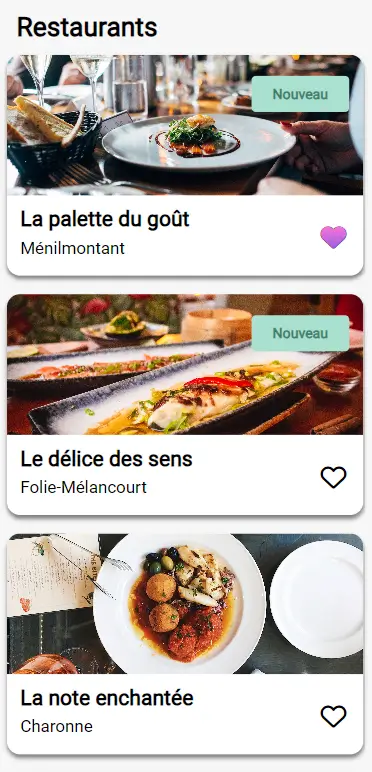 Restaurants
Nouveau
La palette du goût
Ménilmontant
Nouveau
Le délice des sens
Folie-Mélancourt
La note enchantée
Charonne